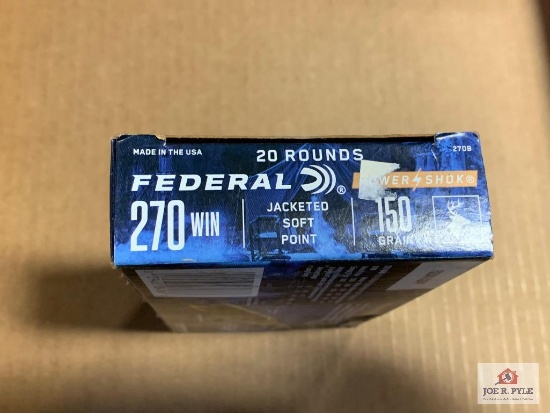 MADE IN THE USA
20 ROUNDS
270B
FEDERAL ®
POWER SHOK®
270 WIN
JACKETED
SOFT
POINT
150
GRAIN
JOE R. PYLE